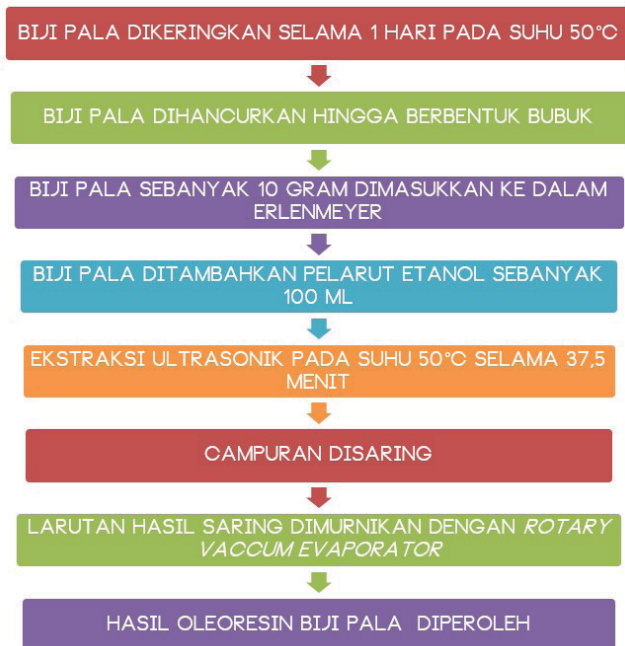 BIJI PALA DIKERINGKAN SELAMA 1 HARI PADA SUHU 50°C
BIJI PALA DIHANCURKAN HINGGA BERBENTUK BUBUK
BIJI PALA SEBANYAK 10 GRAM DIMASUKKAN KE DALAM
ERLENMEYER
BIJI PALA DITAMBAHKAN PELARUT ETANOL SEBANYAK
100 ML
EKSTRAKSI ULTRASONIK PADA SUHU 50°C SELAMA 37,5
MENIT
CAMPURAN DISARING
LARUTAN HASIL SARING DIMURNIKAN DENGAN ROTARY
VACCUM EVAPORATOR
HASIL OLEORESIN BIJI PALA DIPEROLEH